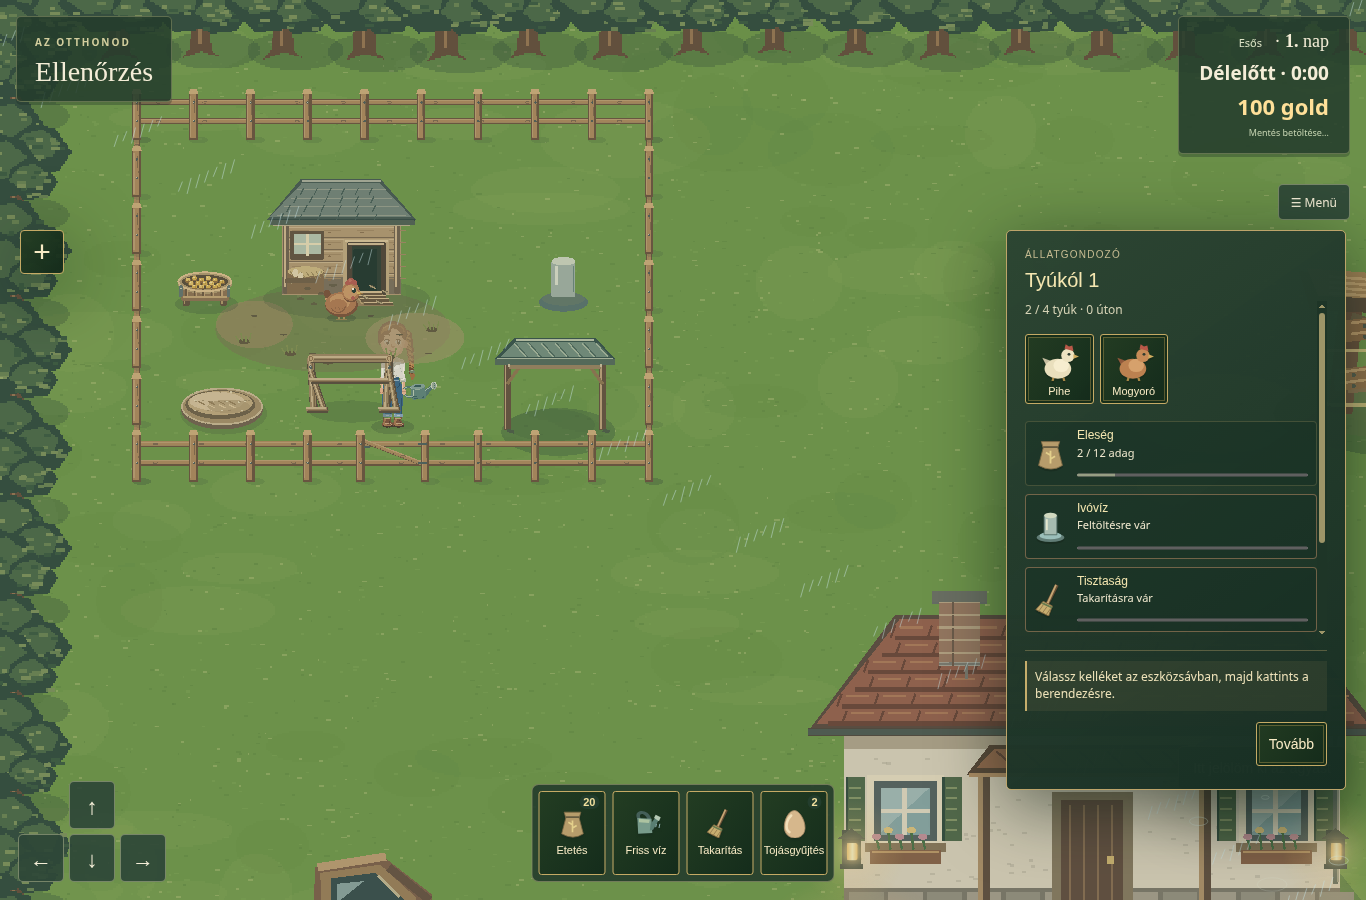 AZ OTTHONOD
Ellenőrzés
Esős · 1. nap
Délelőtt · 0:00
100 gold
Mentés betöltése…
☰ Menü
+
ÁLLATGONDOZÓ
Tyúkól 1
2 / 4 tyúk · 0 úton
Pihe
Mogyoró
Eleség
2 / 12 adag
Ivóvíz
Feltöltésre vár
Tisztaság
Takarításra vár
Válassz kelléket az eszközsávban, majd kattints a
berendezésre.
Tovább
↑
← ↓ →
20
Etetés
Friss víz
Takarítás
2
Tojásgyűjtés